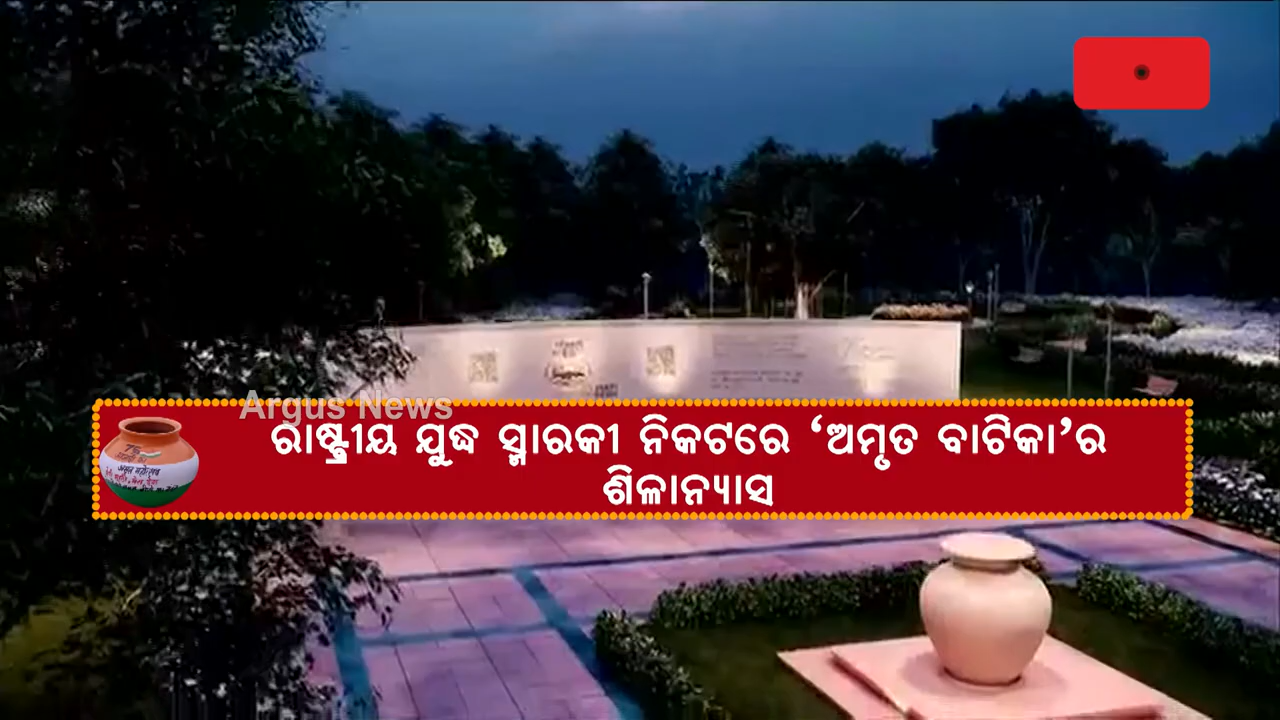 Argus News
ରାଷ୍ଟ୍ରୀୟ ଯୁଦ୍ଧ ସ୍ମାରକୀ ନିକଟରେ ‘ଅମୃତ ବାଟିକା’ର
ଶିଳାନ୍ୟାସ